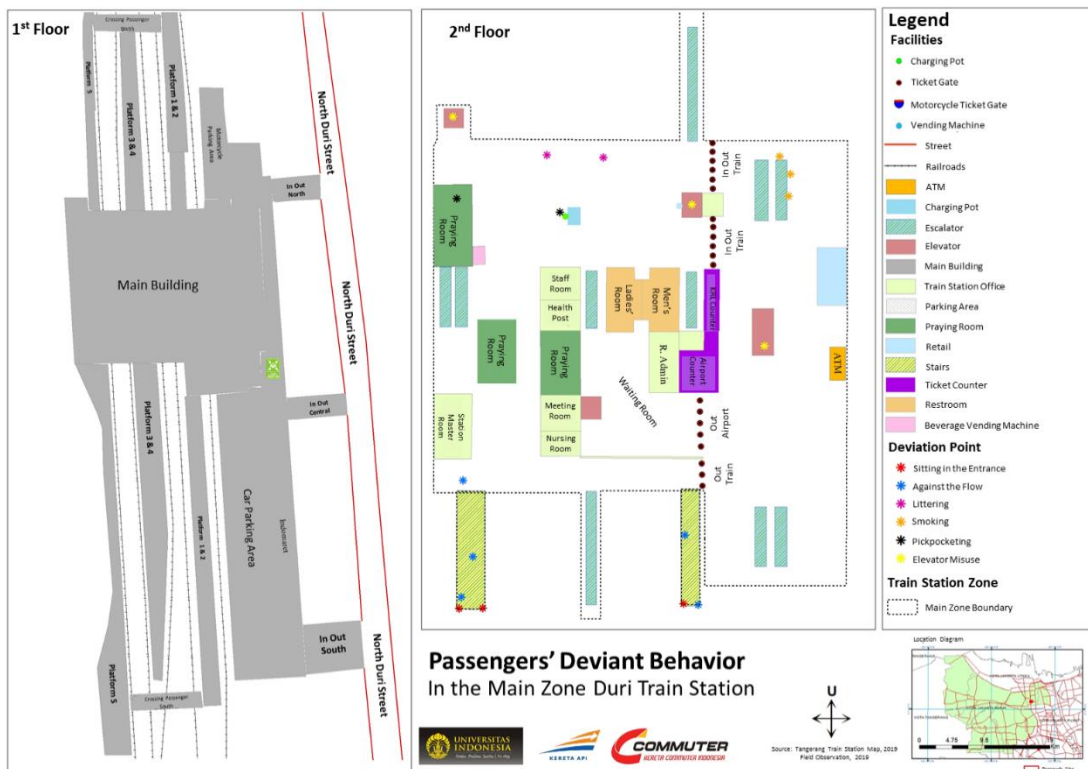 1st Floor
Crossing Passenger
North
Platform 5
Platform 3 & 4
Platform 1 & 2
Motorcycle
Parking Area
In Out
North
North Duri Street
Main Building
North Duri Street
In Out
Central
Platform 3 & 4
Platform 1 & 2
Car Parking Area
Indomaret
In Out
South
North Duri Street
Platform 5
Crossing Passenger
South
2nd Floor
In Out
Train
Praying
Room
In Out
Train
Staff
Room
Health
Post
Ladies'
Room
Men's
Room
KRL Counter
Praying
Room
Praying
Room
R. Admin
Airport
Counter
ATM
Station
Master
Room
Meeting
Room
Nursing
Room
Waiting Room
Out
Airport
Out
Train
Legend
Facilities
Charging Pot
Ticket Gate
Motorcycle Ticket Gate
Vending Machine
Street
Railroads
ATM
Charging Pot
Escalator
Elevator
Main Building
Train Station Office
Parking Area
Praying Room
Retail
Stairs
Ticket Counter
Restroom
Beverage Vending Machine
Deviation Point
Sitting in the Entrance
Against the Flow
Littering
Smoking
Pickpocketing
Elevator Misuse
Train Station Zone
Main Zone Boundary
Passengers' Deviant Behavior
In the Main Zone Duri Train Station
UNIVERSITAS
INDONESIA
KERETA API
COMMUTER
KERETA COMMUTER INDONESIA
U
Source: Tangerang Train Station Map, 2019
Field Observation, 2019
Location Diagram
0 4.75 9.5